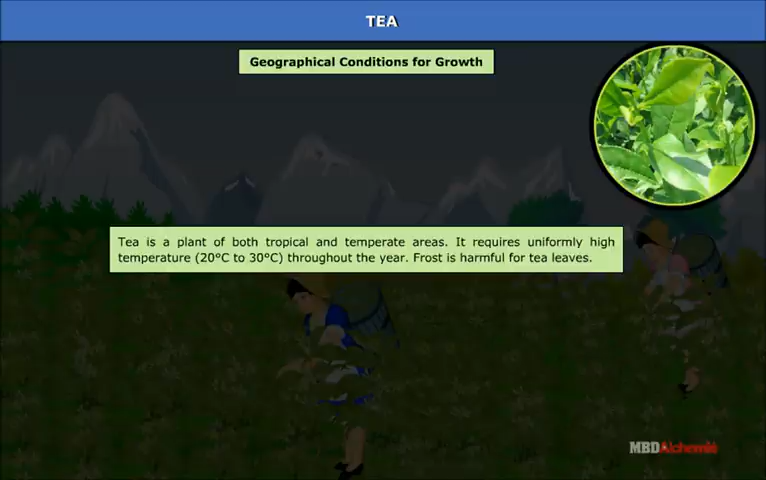 TEA
Geographical Conditions for Growth
Tea is a plant of both tropical and temperate areas. It requires uniformly high
temperature (20°C to 30°C) throughout the year. Frost is harmful for tea leaves.
MBDAlchemie